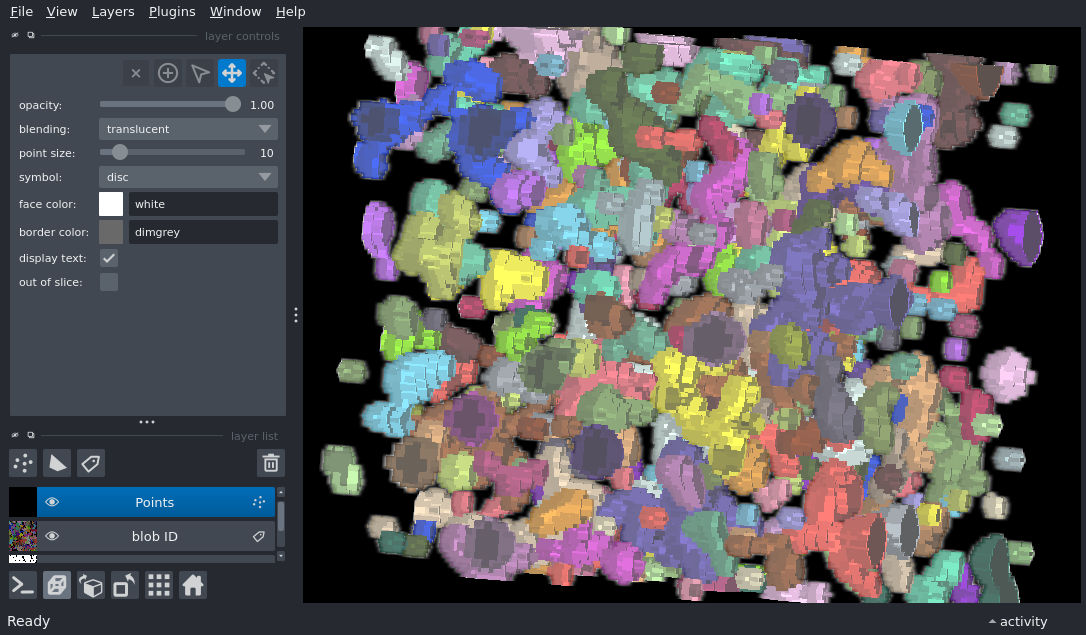 File View Layers Plugins Window Help
layer controls
opacity: 1.00
blending: translucent
point size: 10
symbol: disc
face color: white
border color: dimgrey
display text:
out of slice:
layer list
Points
blob ID
Ready activity